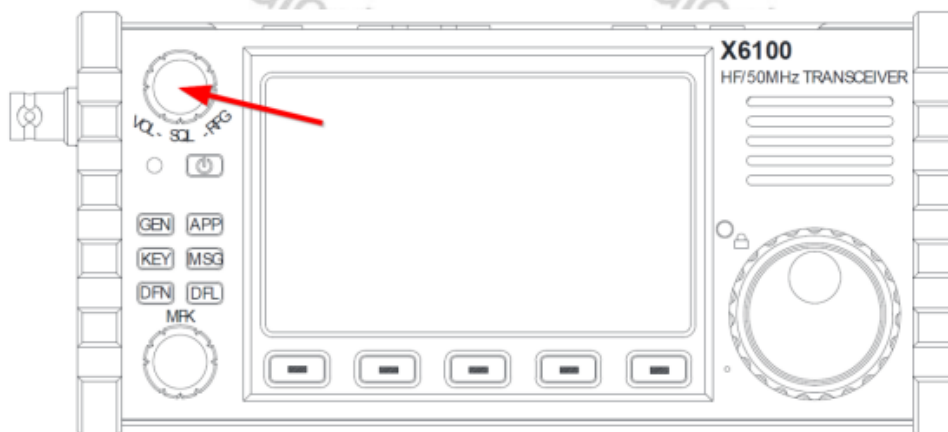 X6100
HF/50MHz TRANSCEIVER
VOL - SQL - RFG
GEN APP
KEY MSG
DFN DFL
MFK